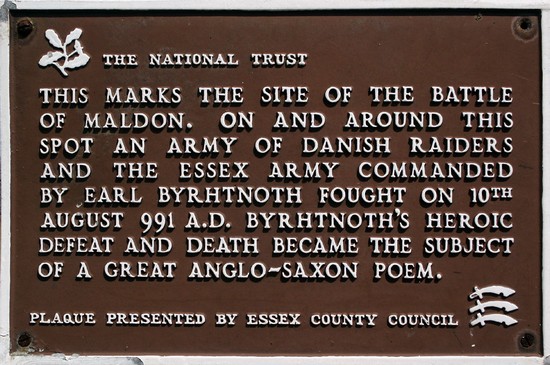 THE NATIONAL TRUST
THIS MARKS THE SITE OF THE BATTLE
OF MALDON. ON AND AROUND THIS
SPOT AN ARMY OF DANISH RAIDERS
AND THE ESSEX ARMY COMMANDED
BY EARL BYRHTNOTH FOUGHT ON 10TH
AUGUST 991 A.D. BYRHTNOTH'S HEROIC
DEFEAT AND DEATH BECAME THE SUBJECT
OF A GREAT ANGLO-SAXON POEM.
PLAQUE PRESENTED BY ESSEX COUNTY COUNCIL